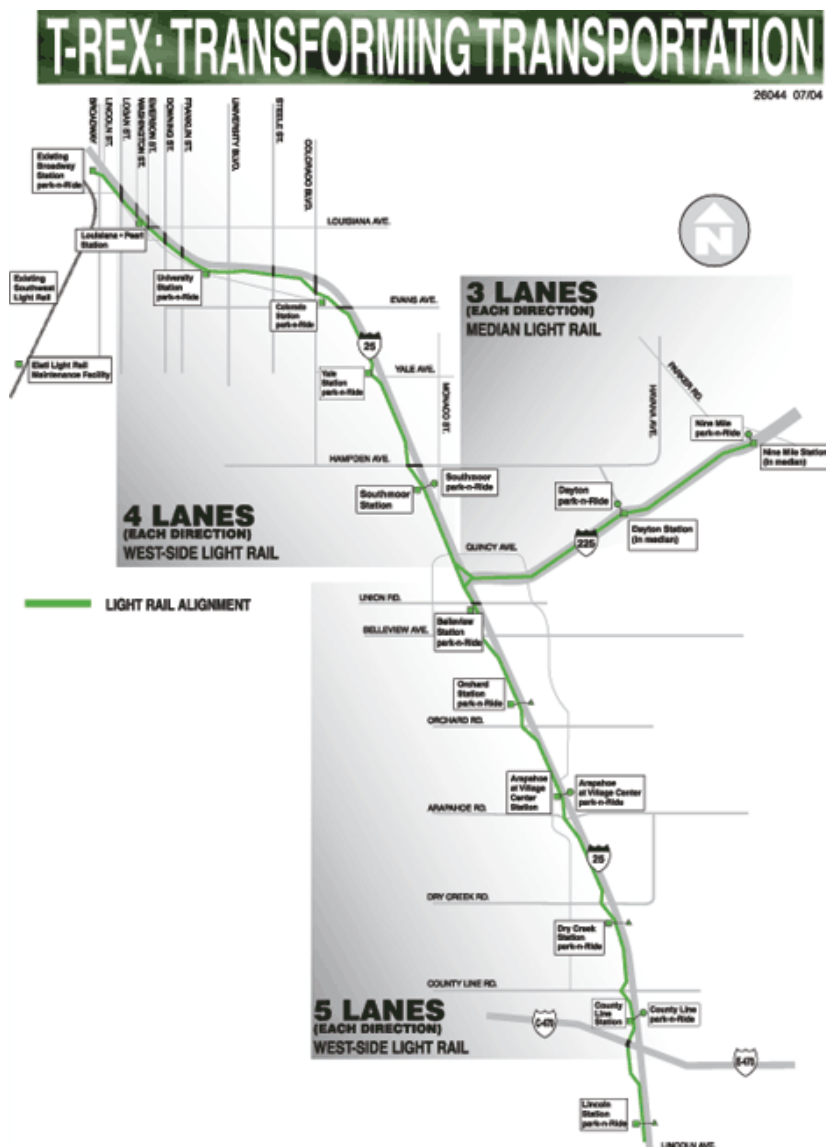 T-REX: TRANSFORMING TRANSPORTATION
26044 07/04
BROADWAY
LINCOLN ST.
LOGAN ST.
WASHINGTON ST.
EMERSON ST.
DOWNING ST.
FRANKLIN ST.
UNIVERSITY BLVD.
STEELE ST.
COLORADO BLVD.
Existing
Broadway
Station
park-n-Ride
LOUISIANA AVE.
Louisiana • Pearl
Station
N
Existing
Southwest
Light Rail
University
Station
park-n-Ride
Colorado
Station
park-n-Ride
EVANS AVE.
3 LANES
(EACH DIRECTION)
MEDIAN LIGHT RAIL
25
Elati Light Rail
Maintenance Facility
Yale
Station
park-n-Ride
YALE AVE.
MONACO ST.
HAVANA AVE.
PARKER RD.
Nine Mile
park-n-Ride
Nine Mile Station
(in median)
HAMPDEN AVE.
Southmoor
Station
Southmoor
park-n-Ride
Dayton
park-n-Ride
Dayton Station
(in median)
4 LANES
(EACH DIRECTION)
WEST-SIDE LIGHT RAIL
QUINCY AVE.
225
LIGHT RAIL ALIGNMENT
UNION RD.
BELLEVIEW AVE.
Belleview
Station
park-n-Ride
Orchard
Station
park-n-Ride
ORCHARD RD.
Arapahoe
at Village
Center
Station
Arapahoe
at Village Center
park-n-Ride
ARAPAHOE RD.
25
DRY CREEK RD.
Dry Creek
Station
park-n-Ride
COUNTY LINE RD.
5 LANES
(EACH DIRECTION)
WEST-SIDE LIGHT RAIL
County
Line
Station
County Line
park-n-Ride
C-470
E-470
Lincoln
Station
park-n-Ride
LINCOLN AVE.